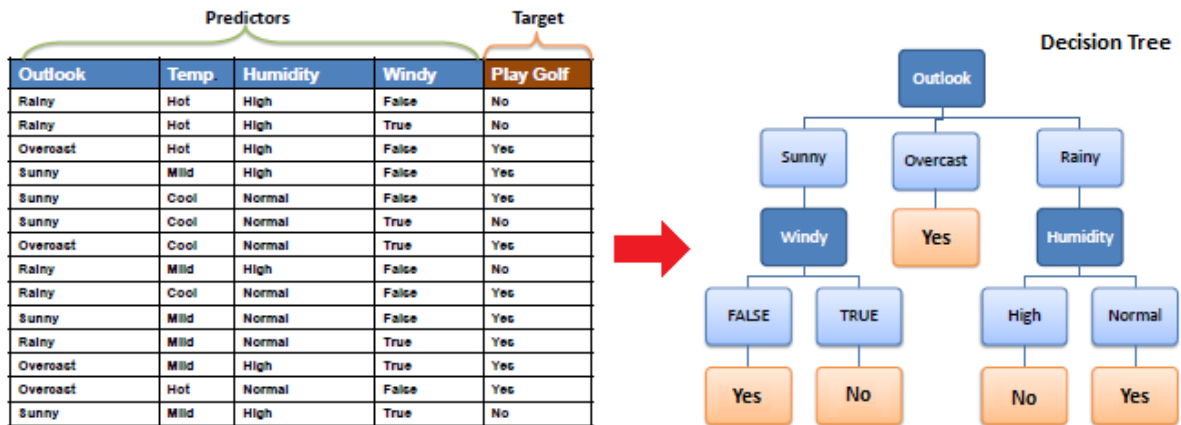 Predictors Target
Outlook Temp. Humidity Windy Play Golf
Rainy Hot High False No
Rainy Hot High True No
Overcast Hot High False Yes
Sunny Mild High False Yes
Sunny Cool Normal False Yes
Sunny Cool Normal True No
Overcast Cool Normal True Yes
Rainy Mild High False No
Rainy Cool Normal False Yes
Sunny Mild Normal False Yes
Rainy Mild Normal True Yes
Overcast Mild High True Yes
Overcast Hot Normal False Yes
Sunny Mild High True No
Decision Tree
Outlook
Sunny Overcast Rainy
Windy Yes Humidity
FALSE TRUE High Normal
Yes No No Yes